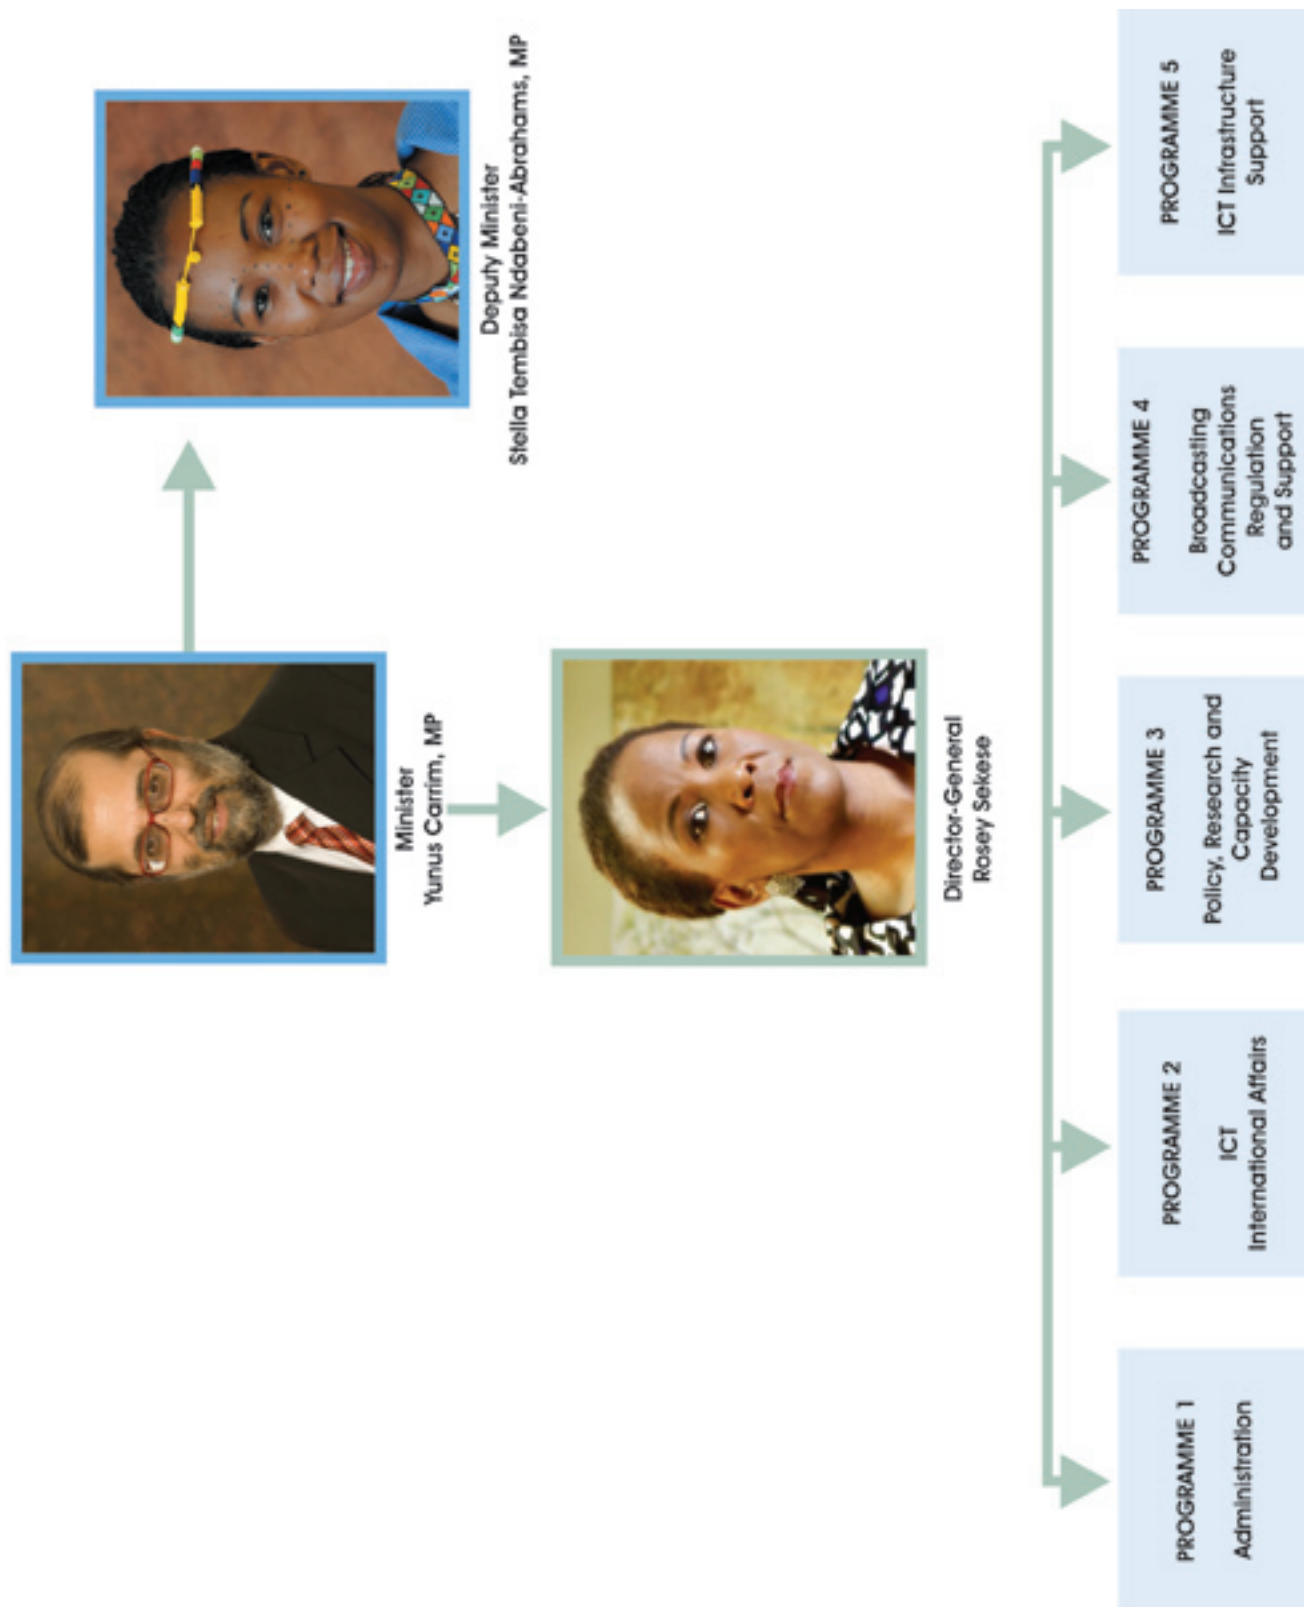 Minister
Yunus Carrim, MP
Deputy Minister
Stella Tembisa Ndabeni-Abrahams, MP
Director-General
Rosey Sekese
PROGRAMME 1
Administration
PROGRAMME 2
ICT
International Affairs
PROGRAMME 3
Policy, Research and
Capacity
Development
PROGRAMME 4
Broadcasting
Communications
Regulation
and Support
PROGRAMME 5
ICT Infrastructure
Support